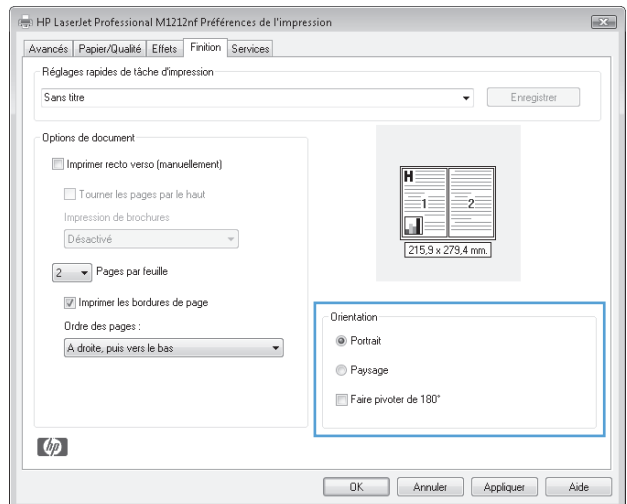 HP LaserJet Professional M1212nf Préférences de l'impression
Avancés Papier/Qualité Effets Finition Services
Réglages rapides de tâche d'impression
Sans titre
Enregistrer
Options de document
Imprimer recto verso (manuellement)
Tourner les pages par le haut
Impression de brochures
Désactivé
2 Pages par feuille
Imprimer les bordures de page
Ordre des pages :
A droite, puis vers le bas
H
1 2
215,9 x 279,4 mm.
Orientation
Portrait
Paysage
Faire pivoter de 180°
hp
OK Annuler Appliquer Aide